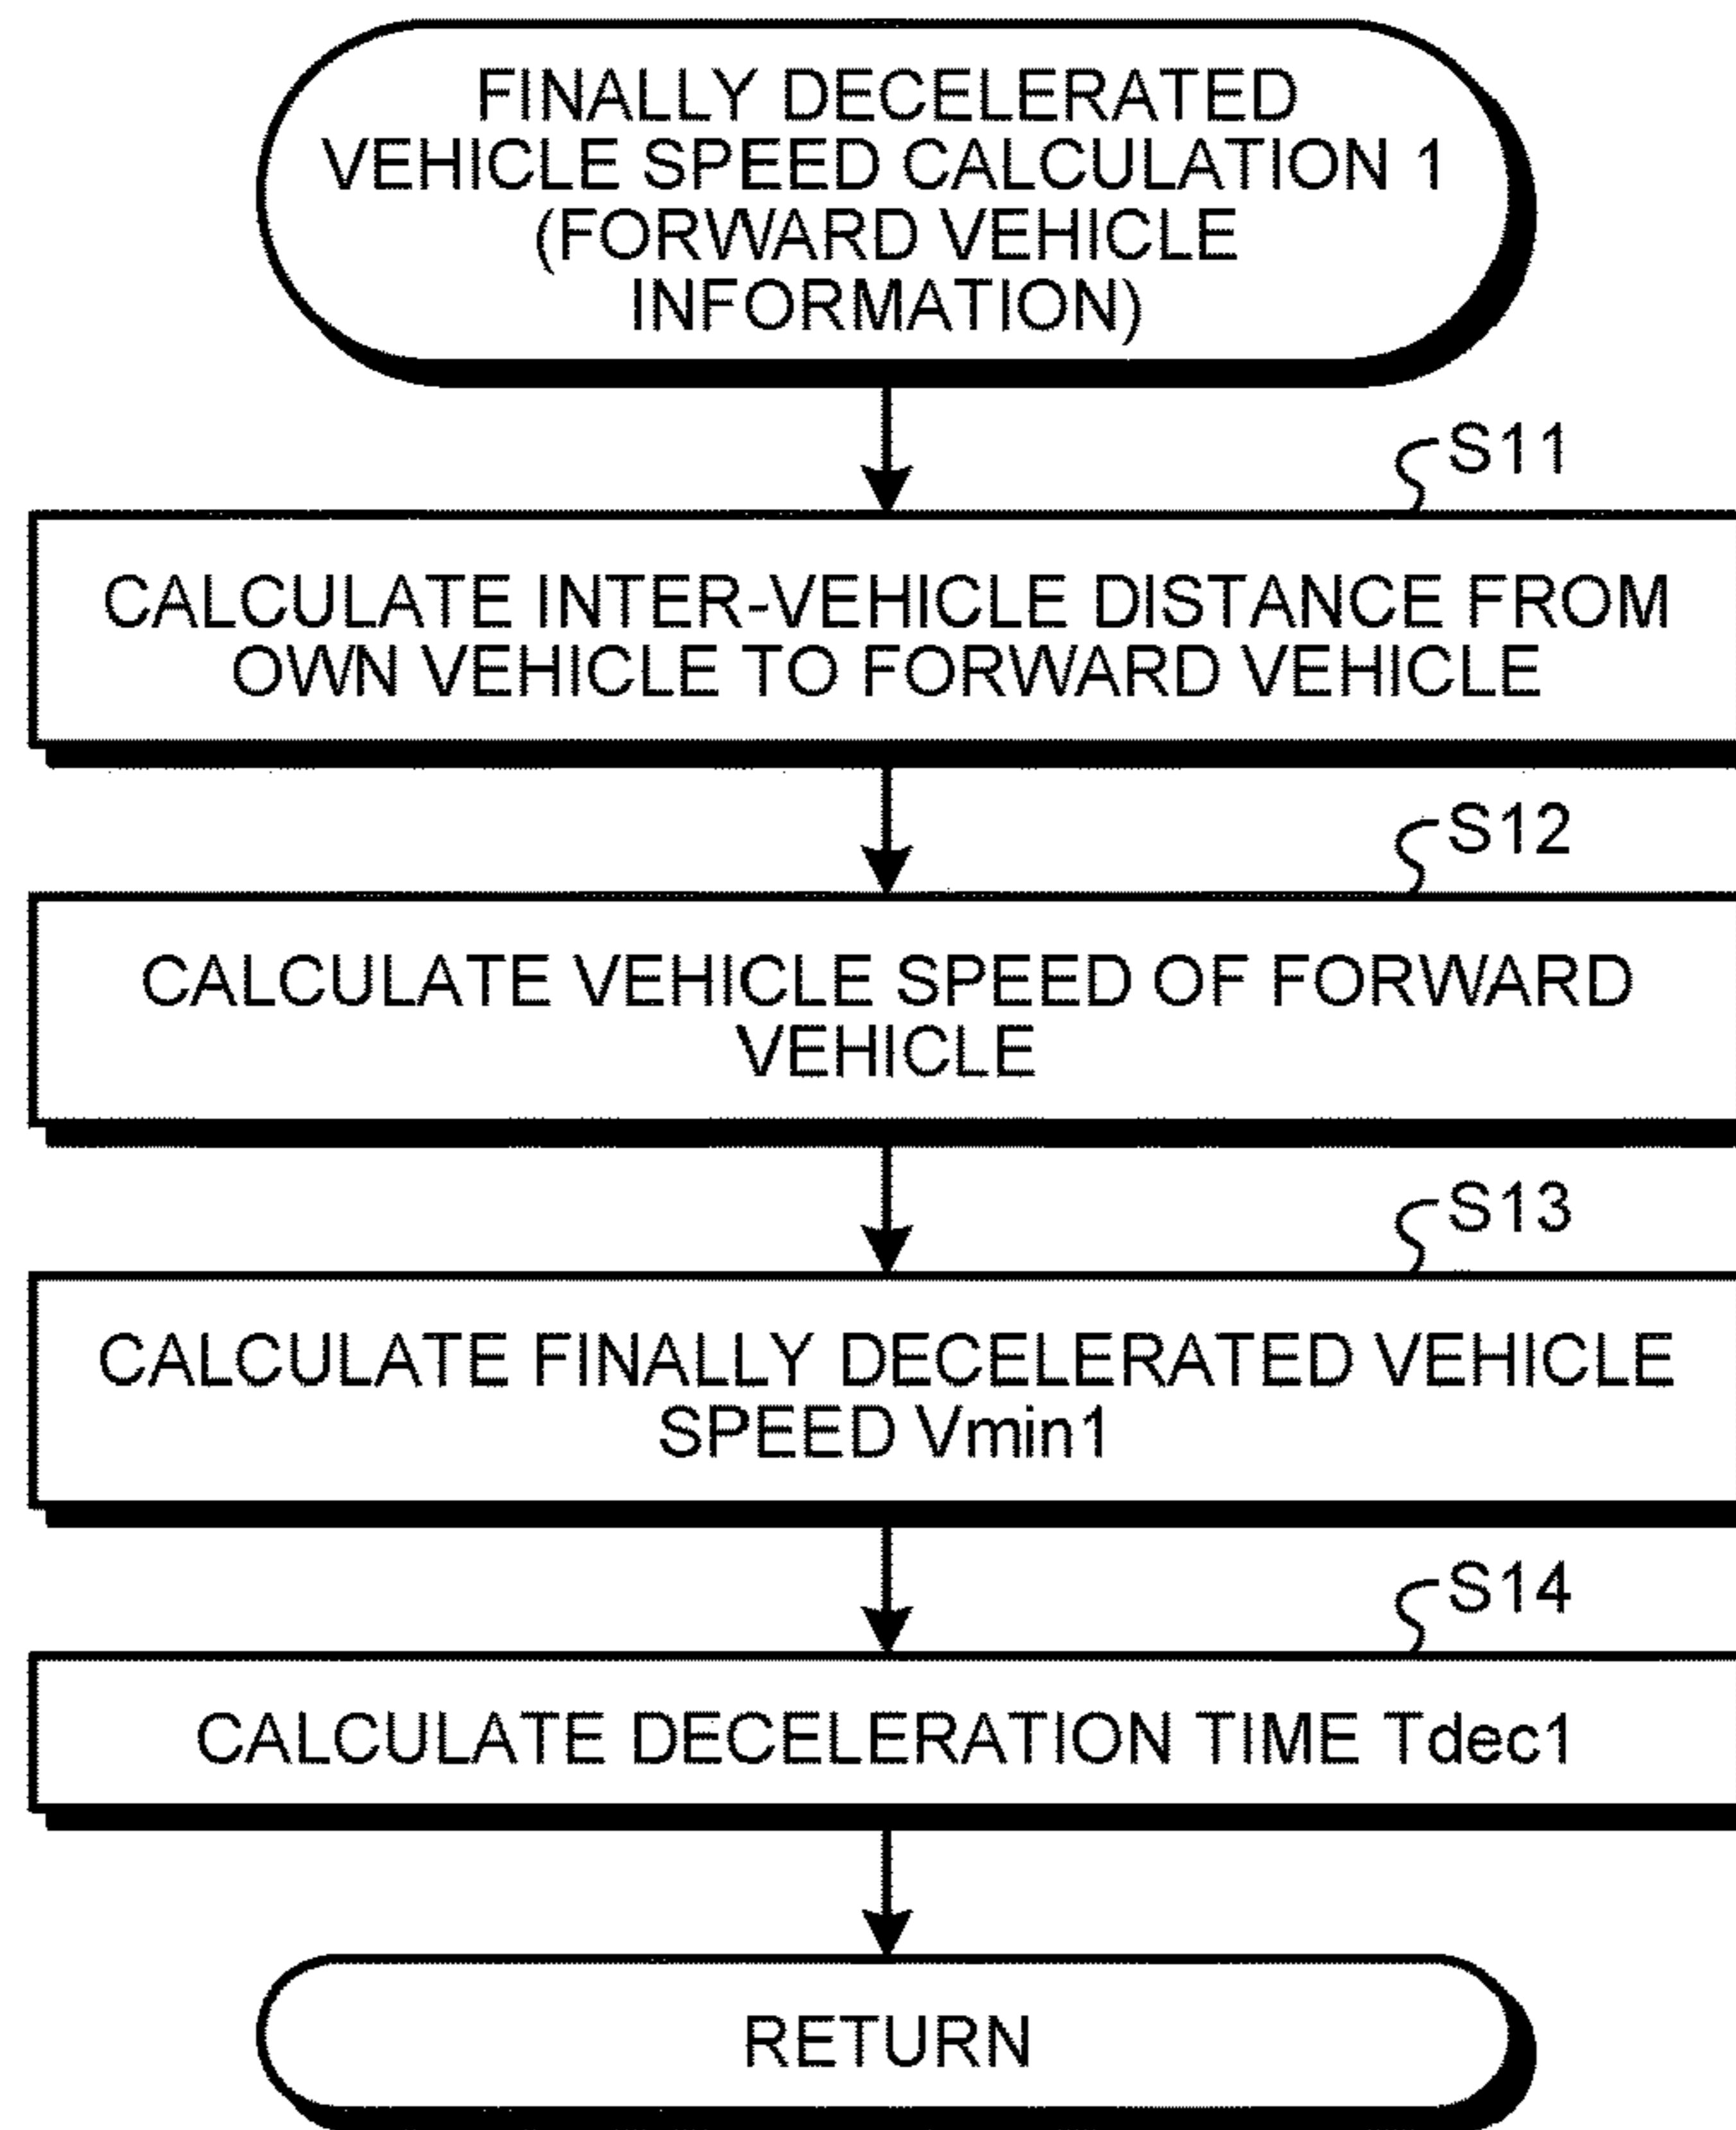 FINALLY DECELERATED
VEHICLE SPEED CALCULATION 1
(FORWARD VEHICLE
INFORMATION)
S11
CALCULATE INTER-VEHICLE DISTANCE FROM
OWN VEHICLE TO FORWARD VEHICLE
S12
CALCULATE VEHICLE SPEED OF FORWARD
VEHICLE
S13
CALCULATE FINALLY DECELERATED VEHICLE
SPEED Vmin1
S14
CALCULATE DECELERATION TIME Tdec1
RETURN